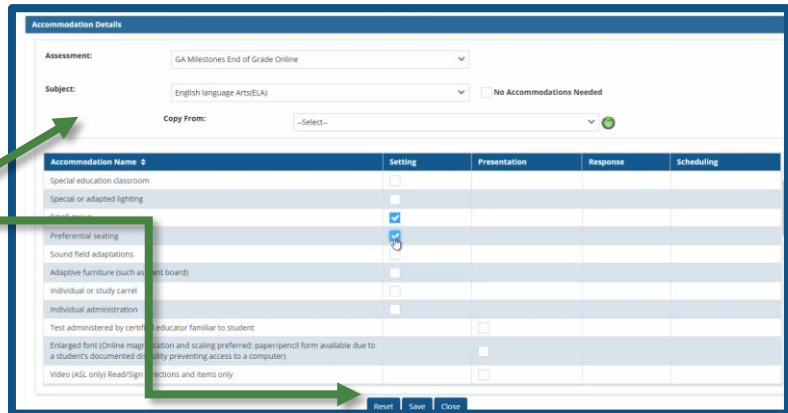 Accommodation Details
Assessment: GA Milestones End of Grade Online
Subject: English language Arts(ELA) No Accommodations Needed
Copy From: --Select--
Accommodation Name Setting Presentation Response Scheduling
Special education classroom
Special or adapted lighting
Small group
Preferential seating
Sound field adaptations
Adaptive furniture (such as board)
Individual or study carrel
Individual administration
Test administered by certified educator familiar to student
Enlarged font (Online magnification and scaling preferred: paper/pencil form available due to
a student's documented disability preventing access to a computer)
Video (ASL only) Read/Sign directions and items only
Reset Save Close